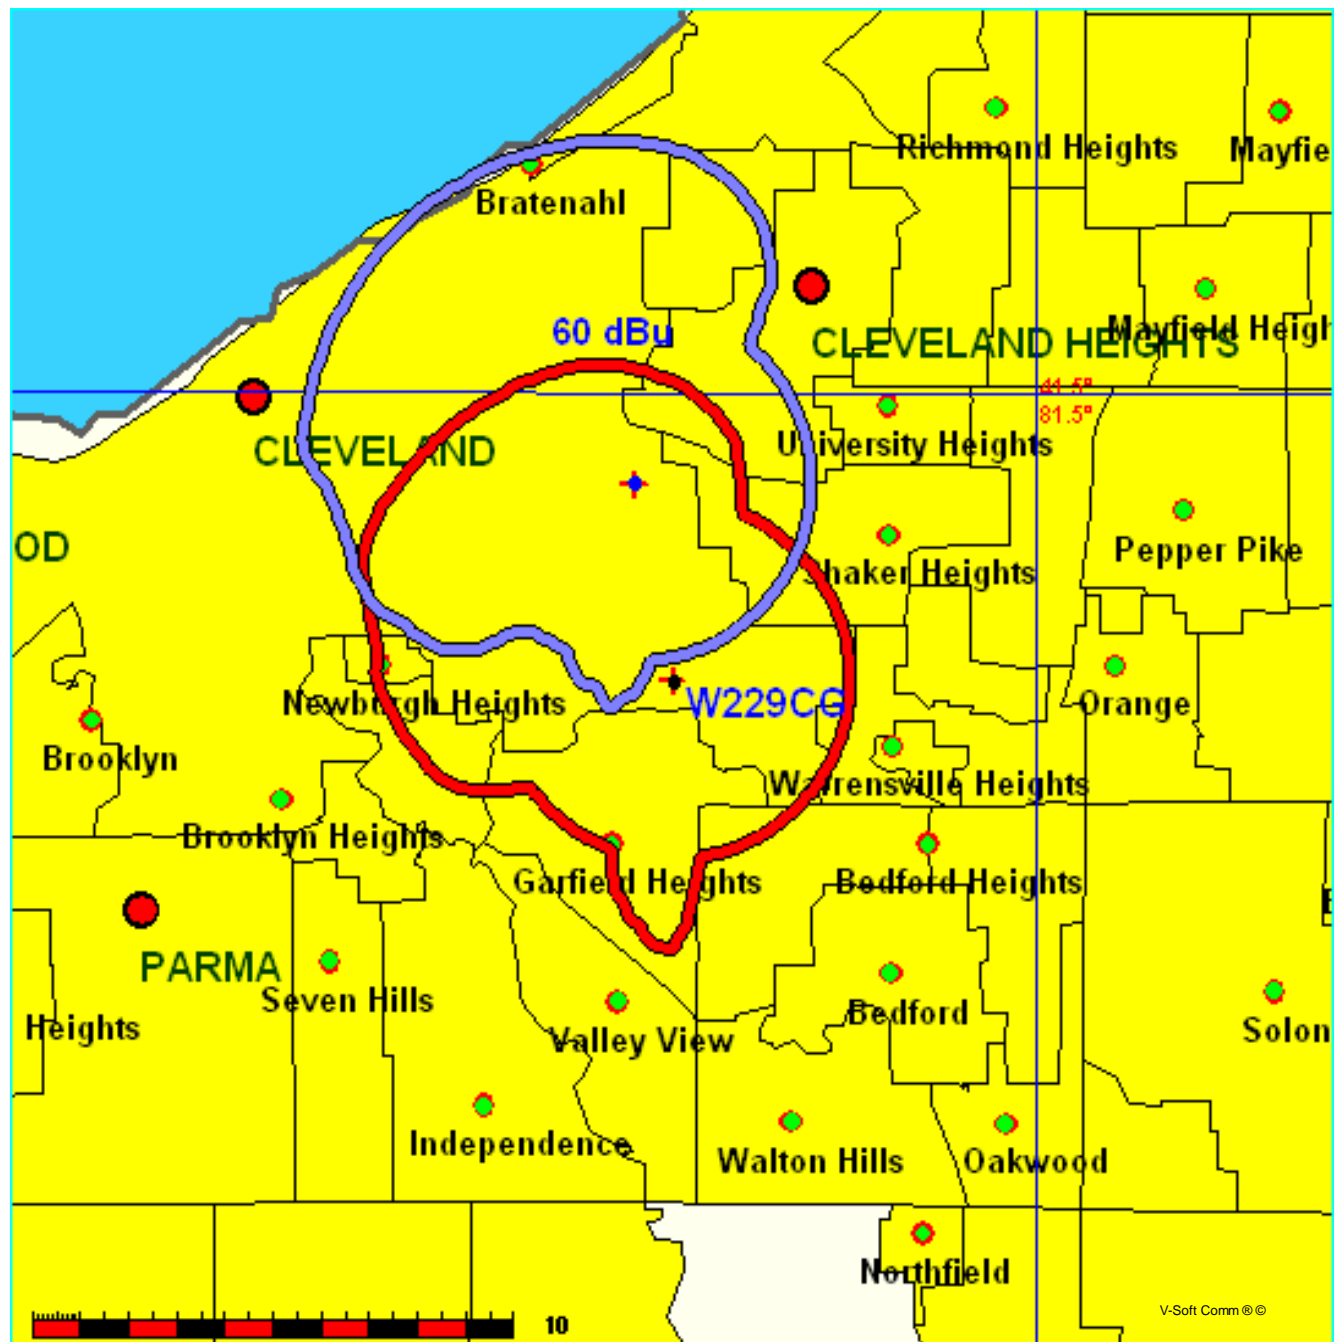 Richmond Heights
Mayfie
Bratenahl
Mayfield Heigh
60 dBu
CLEVELAND HEIGHTS
41.5°
81.5°
University Heights
CLEVELAND
OD
Pepper Pike
Shaker Heights
Newburgh Heights
W229CG
Orange
Brooklyn
Warrensville Heights
Brooklyn Heights
Garfield Heights
Bedford Heights
PARMA
Seven Hills
Heights
Valley View
Bedford
Solon
Independence
Walton Hills
Oakwood
Northfield
V-Soft Comm ® ©
10